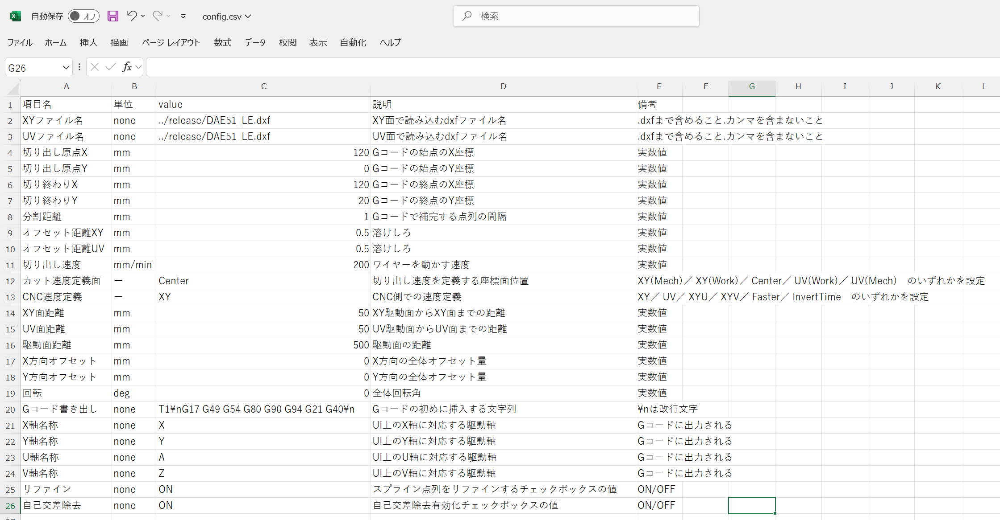 自動保存 オフ config.csv 検索
ファイル ホーム 挿入 描画 ページ レイアウト 数式 データ 校閲 表示 自動化 ヘルプ
G26 fx
A B C D E F G H I J K L
1 項目名 単位 value 説明 備考
2 XYファイル名 none ../release/DAE51_LE.dxf XY面で読み込むdxfファイル名 .dxfまで含めること.カンマを含まないこと
3 UVファイル名 none ../release/DAE51_LE.dxf UV面で読み込むdxfファイル名 .dxfまで含めること.カンマを含まないこと
4 切り出し原点X mm 120 Gコードの始点のX座標 実数値
5 切り出し原点Y mm 0 Gコードの始点のY座標 実数値
6 切り終わりX mm 120 Gコードの終点のX座標 実数値
7 切り終わりY mm 20 Gコードの終点のY座標 実数値
8 分割距離 mm 1 Gコードで補完する点列の間隔 実数値
9 オフセット距離XY mm 0.5 溶けしろ 実数値
10 オフセット距離UV mm 0.5 溶けしろ 実数値
11 切り出し速度 mm/min 200 ワイヤーを動かす速度 実数値
12 カット速度定義面 ー Center 切り出し速度を定義する座標面位置 XY(Mech)／ XY(Work)／ Center／ UV(Work)／ UV(Mech)　のいずれかを設定
13 CNC速度定義 ー XY CNC側での速度定義 XY／ UV／ XYU／ XYV／ Faster／ InvertTime　のいずれかを設定
14 XY面距離 mm 50 XY駆動面からXY面までの距離 実数値
15 UV面距離 mm 50 UV駆動面からUV面までの距離 実数値
16 駆動面距離 mm 500 駆動面の距離 実数値
17 X方向オフセット mm 0 X方向の全体オフセット量 実数値
18 Y方向オフセット mm 0 Y方向の全体オフセット量 実数値
19 回転 deg 0 全体回転角 実数値
20 Gコード書き出し none T1¥nG17 G49 G54 G80 G90 G94 G21 G40¥n Gコードの初めに挿入する文字列 ¥nは改行文字
21 X軸名称 none X UI上のX軸に対応する駆動軸 Gコードに出力される
22 Y軸名称 none Y UI上のY軸に対応する駆動軸 Gコードに出力される
23 U軸名称 none A UI上のU軸に対応する駆動軸 Gコードに出力される
24 V軸名称 none Z UI上のV軸に対応する駆動軸 Gコードに出力される
25 リファイン none ON スプライン点列をリファインするチェックボックスの値 ON/OFF
26 自己交差除去 none ON 自己交差除去有効化チェックボックスの値 ON/OFF